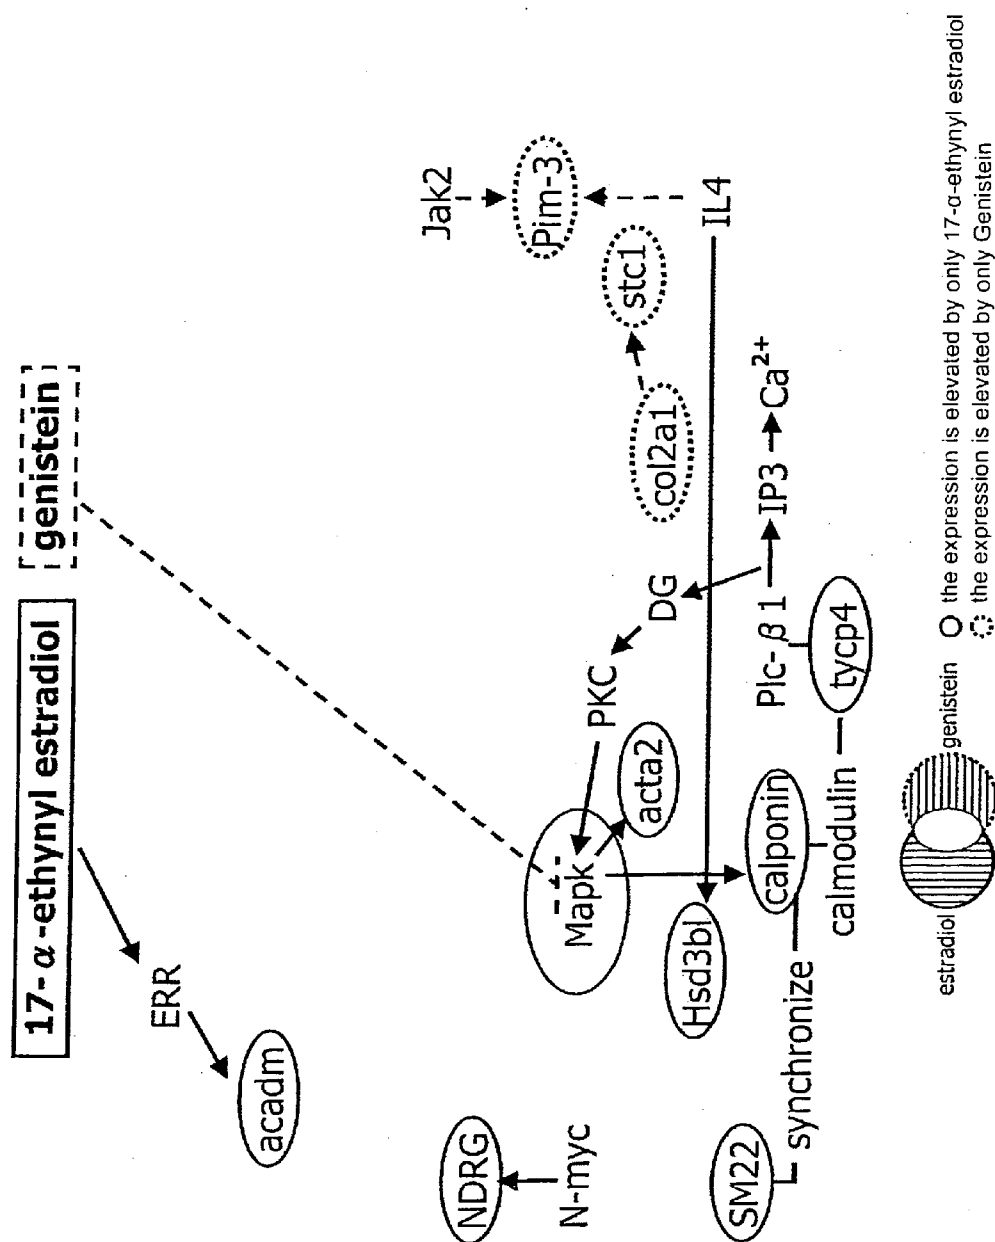 17-α-ethynyl estradiol
genistein
ERR
acadm
Jak2
NDRG
N-myc
Pim-3
Mapk
PKC
acta2
DG
col2a1
stc1
Hsd3bl
IL4
SM22
synchronize
calponin
calmodulin
Plc-β1
IP3
Ca2+
tycp4
estradiol
genistein
the expression is elevated by only 17-α-ethynyl estradiol
the expression is elevated by only Genistein